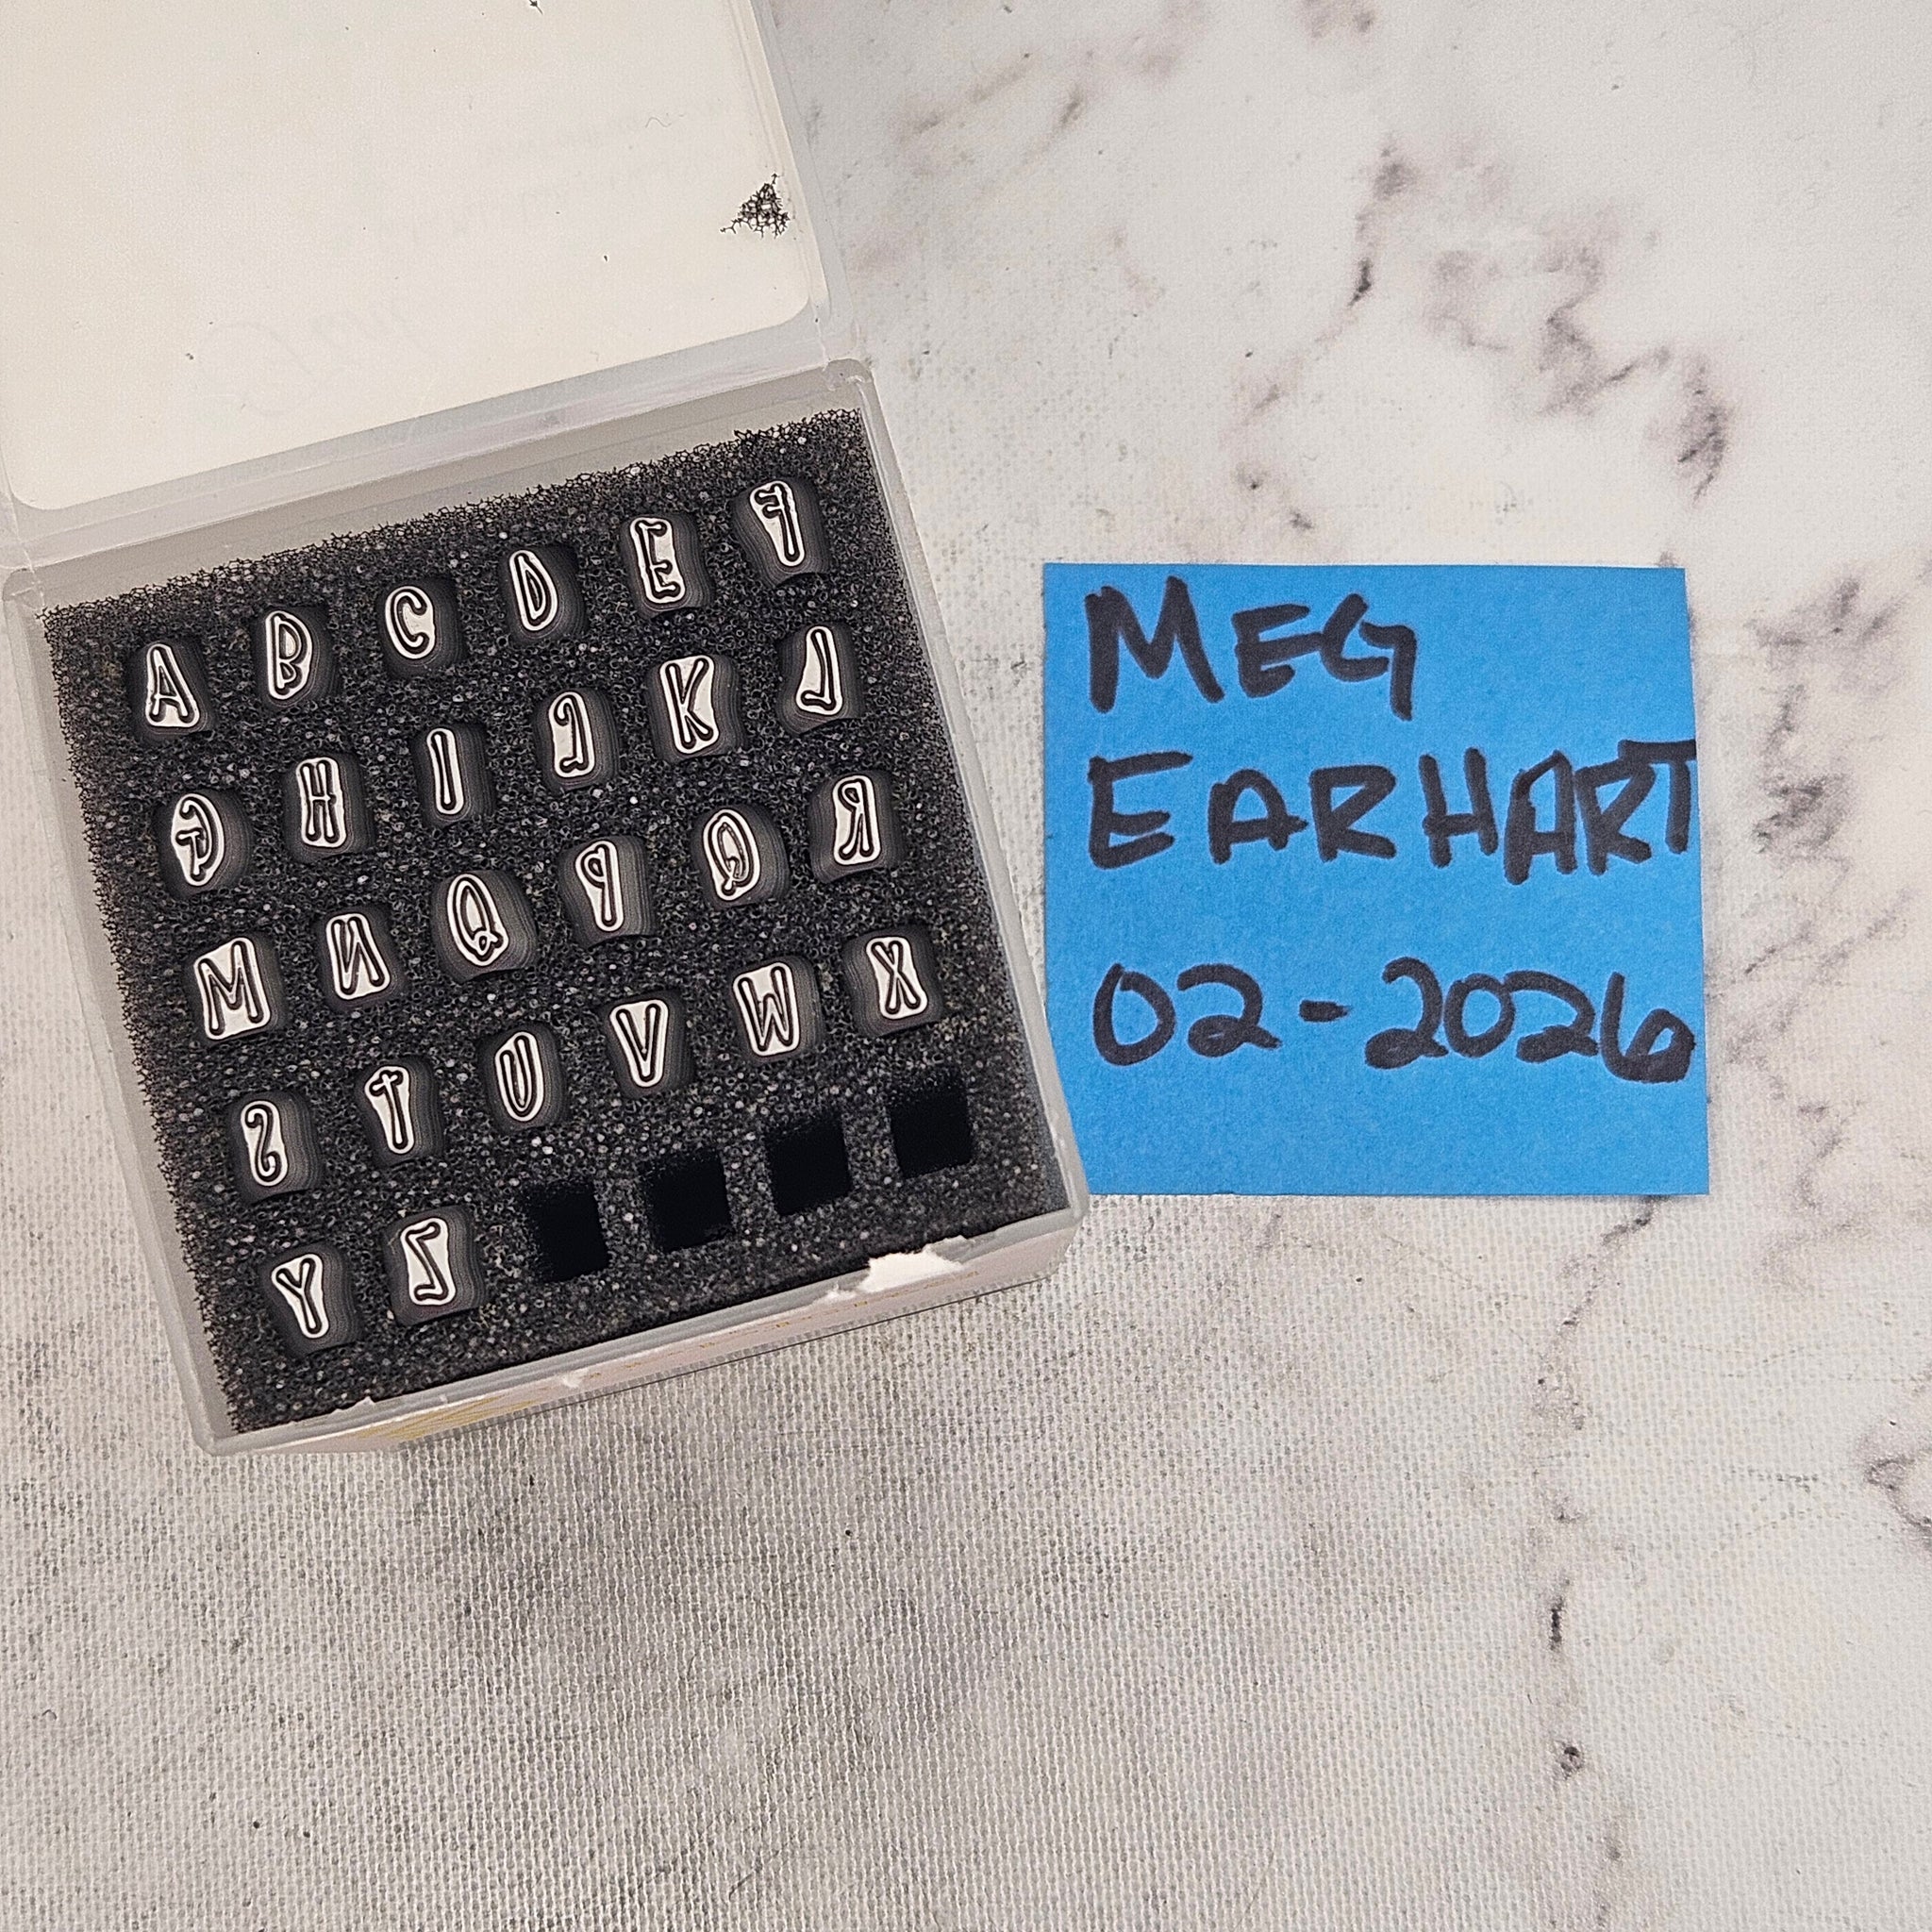 A B C D E F
G H I J K L
M N O P Q R
S T U V W X
Y Z
MEG
EARHART
02-2026